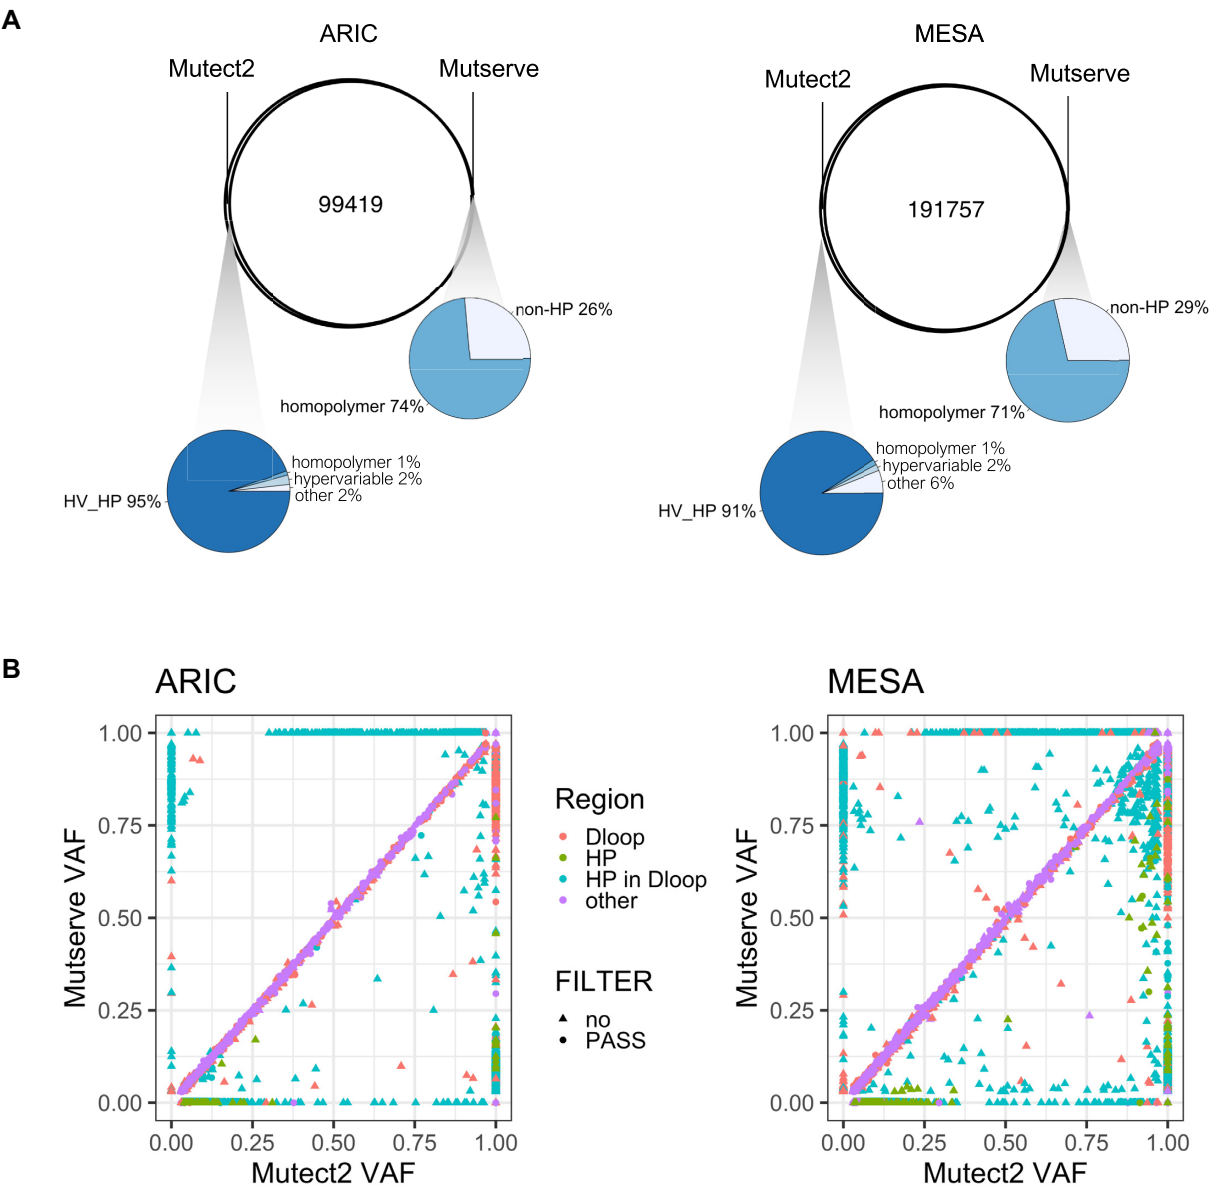 A
ARIC
MESA
Mutect2
Mutserve
Mutect2
Mutserve
99419
191757
non-HP 26%
non-HP 29%
homopolymer 74%
homopolymer 71%
homopolymer 1%
hypervariable 2%
other 2%
HV_HP 95%
homopolymer 1%
hypervariable 2%
other 6%
HV_HP 91%
B
ARIC
Mutserve VAF
1.00
0.75
0.50
0.25
0.00
0.00 0.25 0.50 0.75 1.00
Mutect2 VAF
Region
Dloop
HP
HP in Dloop
other
FILTER
no
PASS
MESA
Mutserve VAF
1.00
0.75
0.50
0.25
0.00
0.00 0.25 0.50 0.75 1.00
Mutect2 VAF